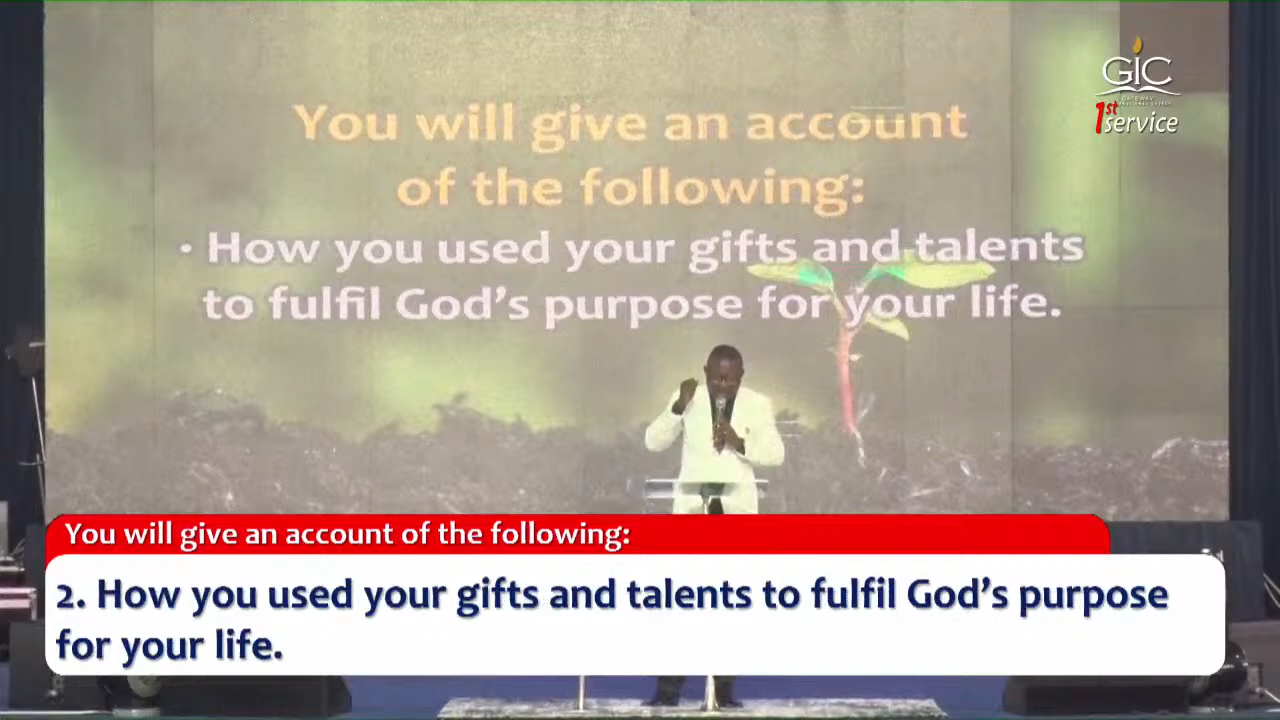 GIC
GATEWAY
1st
service
You will give an account
of the following:
• How you used your gifts and talents
to fulfil God's purpose for your life.
You will give an account of the following:
2. How you used your gifts and talents to fulfil God's purpose
for your life.